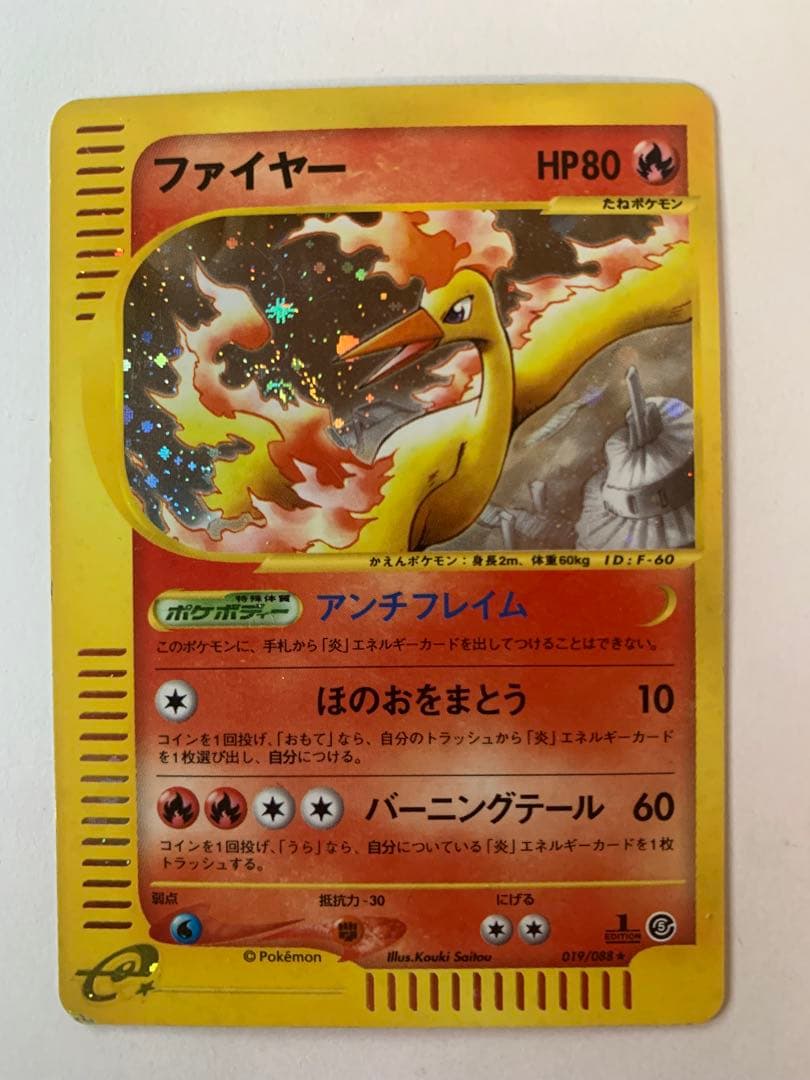 ファイヤー HP80
たねポケモン
かえんポケモン：身長2m、体重60kg ID：F-60
特殊体質
ポケボディー アンチフレイム
このポケモンに、手札から「炎」エネルギーカードを出してつけることはできない。
ほのおをまとう 10
コインを1回投げ、「おもて」なら、自分のトラッシュから「炎」エネルギーカード
を1枚選び出し、自分につける。
バーニングテール 60
コインを1回投げ、「うら」なら、自分についている「炎」エネルギーカードを1枚
トラッシュする。
弱点 抵抗力-30 にげる
1
EDITION
5
©Pokémon Illus.Kouki Saitou 019/088★
e